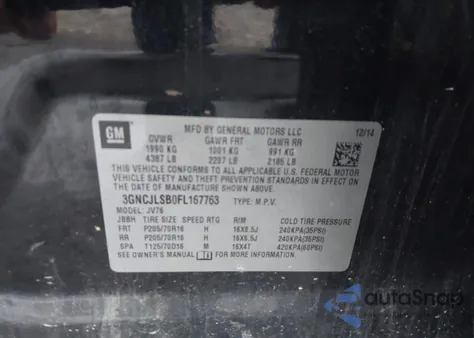 GM
MFD BY GENERAL MOTORS LLC 12/14
GVWR GAWR FRT GAWR RR
1990 KG 1001 KG 991 KG
4387 LB 2207 LB 2185 LB
THIS VEHICLE CONFORMS TO ALL APPLICABLE U.S. FEDERAL MOTOR
VEHICLE SAFETY AND THEFT PREVENTION STANDARDS IN EFFECT ON
THE DATE OF MANUFACTURE SHOWN ABOVE.
3GNCJLSB0FL167763 TYPE: M.P.V.
MODEL: JV76
JBBH TIRE SIZE SPEED RTG RIM COLD TIRE PRESSURE
FRT P205/70R16 H 16X6.5J 240KPA(35PSI)
RR P205/70R16 H 16X6.5J 240KPA(35PSI)
SPA T125/70D16 M 16X4T 420KPA(60PSI)
SEE OWNER'S MANUAL FOR MORE INFORMATION.
autoSnap